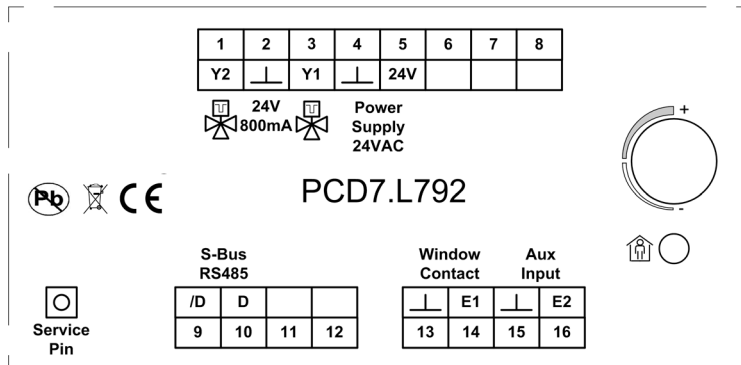 1 2 3 4 5 6 7 8
Y2 Y1 24V
24V
800mA
Power
Supply
24VAC
+
-
Pb
CE
PCD7.L792
S-Bus
RS485
Window
Contact
Aux
Input
/D D
9 10 11 12
E1 E2
13 14 15 16
Service
Pin